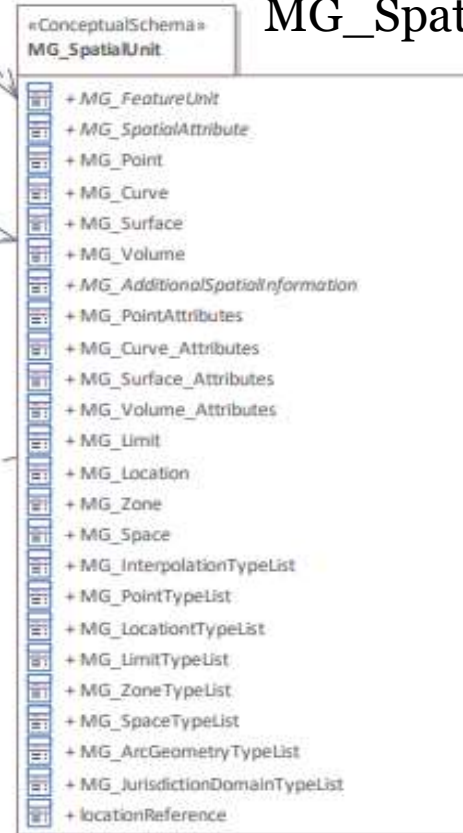 MG_Spat
«ConceptualSchema»
MG_SpatialUnit
+ MG_FeatureUnit
+ MG_SpatialAttribute
+ MG_Point
+ MG_Curve
+ MG_Surface
+ MG_Volume
+ MG_AdditionalSpatialInformation
+ MG_PointAttributes
+ MG_Curve_Attributes
+ MG_Surface_Attributes
+ MG_Volume_Attributes
+ MG_Limit
+ MG_Location
+ MG_Zone
+ MG_Space
+ MG_InterpolationTypeList
+ MG_PointTypeList
+ MG_LocationtTypeList
+ MG_LimitTypeList
+ MG_ZoneTypeList
+ MG_SpaceTypeList
+ MG_ArcGeometryTypeList
+ MG_JurisdictionDomainTypeList
+ locationReference